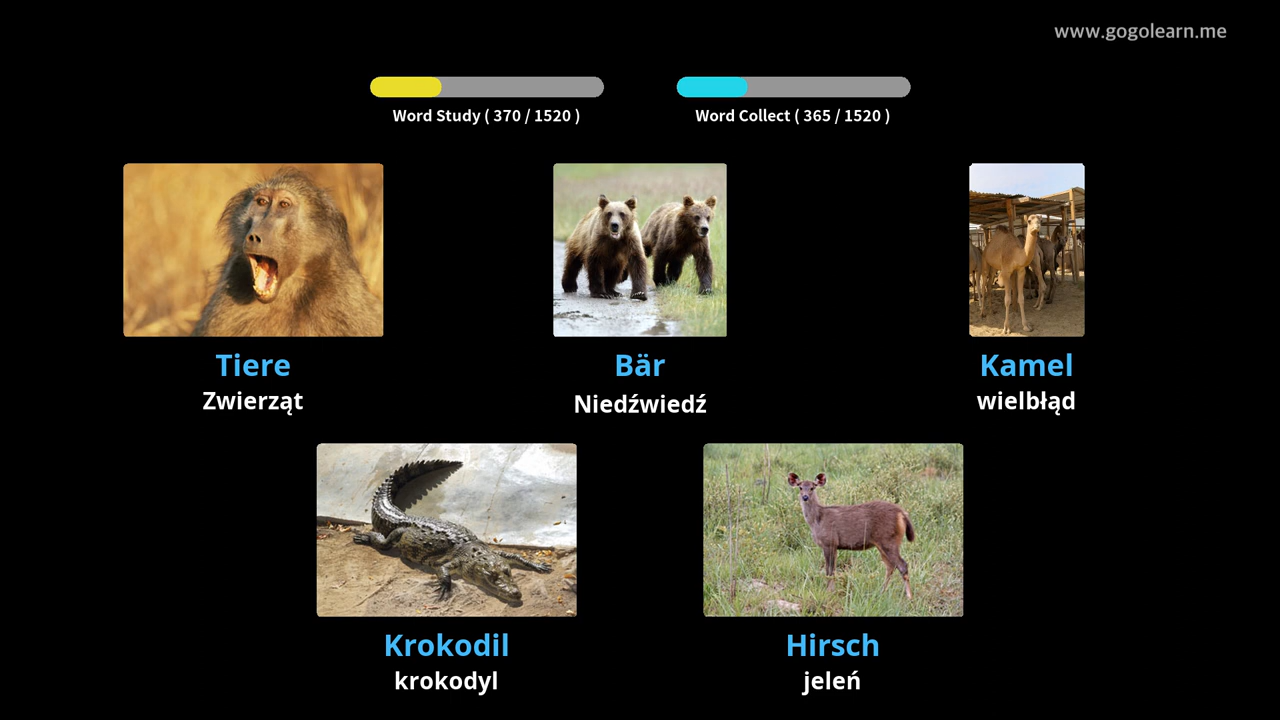 www.gogolearn.me
Word Study ( 370 / 1520 )
Word Collect ( 365 / 1520 )
Tiere
Zwierząt
Bär
Niedźwiedź
Kamel
wielbłąd
Krokodil
krokodyl
Hirsch
jeleń